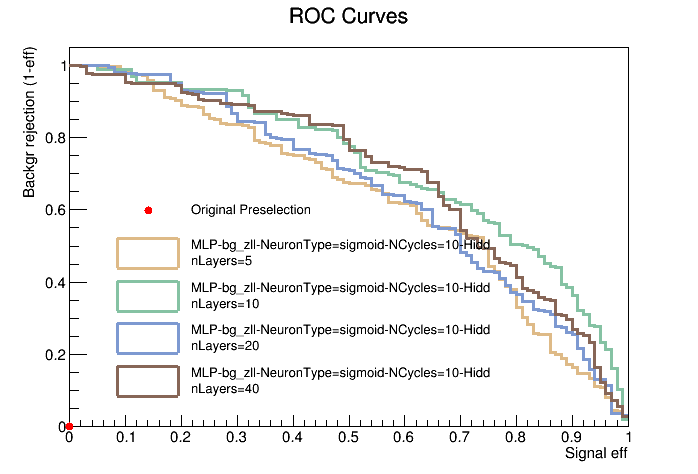 ROC Curves
Backgr rejection (1-eff)
1
0.8
0.6
0.4
0.2
0
Original Preselection
MLP-bg_zll-NeuronType=sigmoid-NCycles=10-Hidd
nLayers=5
MLP-bg_zll-NeuronType=sigmoid-NCycles=10-Hidd
nLayers=10
MLP-bg_zll-NeuronType=sigmoid-NCycles=10-Hidd
nLayers=20
MLP-bg_zll-NeuronType=sigmoid-NCycles=10-Hidd
nLayers=40
0 0.1 0.2 0.3 0.4 0.5 0.6 0.7 0.8 0.9 1
Signal eff